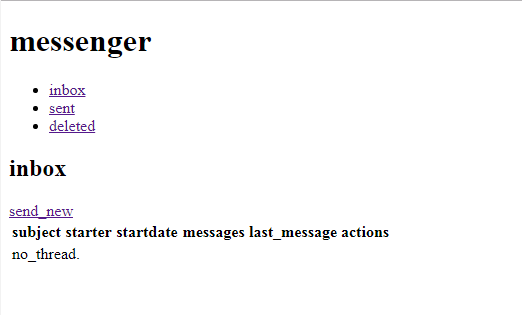 messenger
inbox
sent
deleted
inbox
send_new
subject starter startdate messages last_message actions
no_thread.